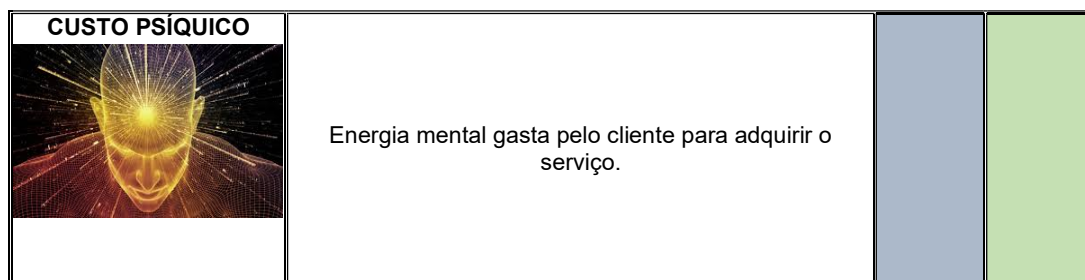 CUSTO PSÍQUICO
Energia mental gasta pelo cliente para adquirir o
serviço.